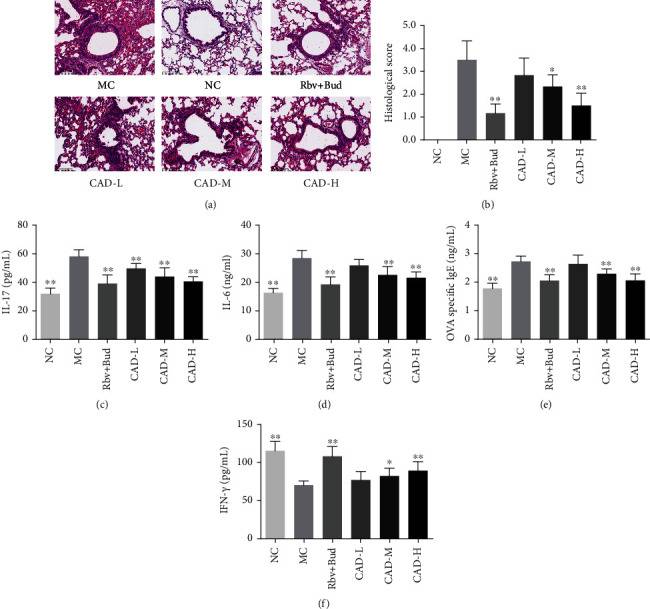 MC NC Rbv+Bud
CAD-L CAD-M CAD-H
(a)
Histological score
5.0
4.0
3.0
2.0
1.0
0.0
** * **
NC MC Rbv+Bud CAD-L CAD-M CAD-H
(b)
IL-17 (pg/mL)
80
60
40
20
0
** ** ** ** **
NC MC Rbv+Bud CAD-L CAD-M CAD-H
(c)
IL-6 (ng/ml)
40
30
20
10
0
** ** ** **
NC MC Rbv+Bud CAD-L CAD-M CAD-H
(d)
OVA specific IgE (ng/mL)
4
3
2
1
0
** ** ** **
NC MC Rbv+Bud CAD-L CAD-M CAD-H
(e)
IFN-γ (pg/mL)
150
100
50
0
** ** * **
NC MC Rbv+Bud CAD-L CAD-M CAD-H
(f)